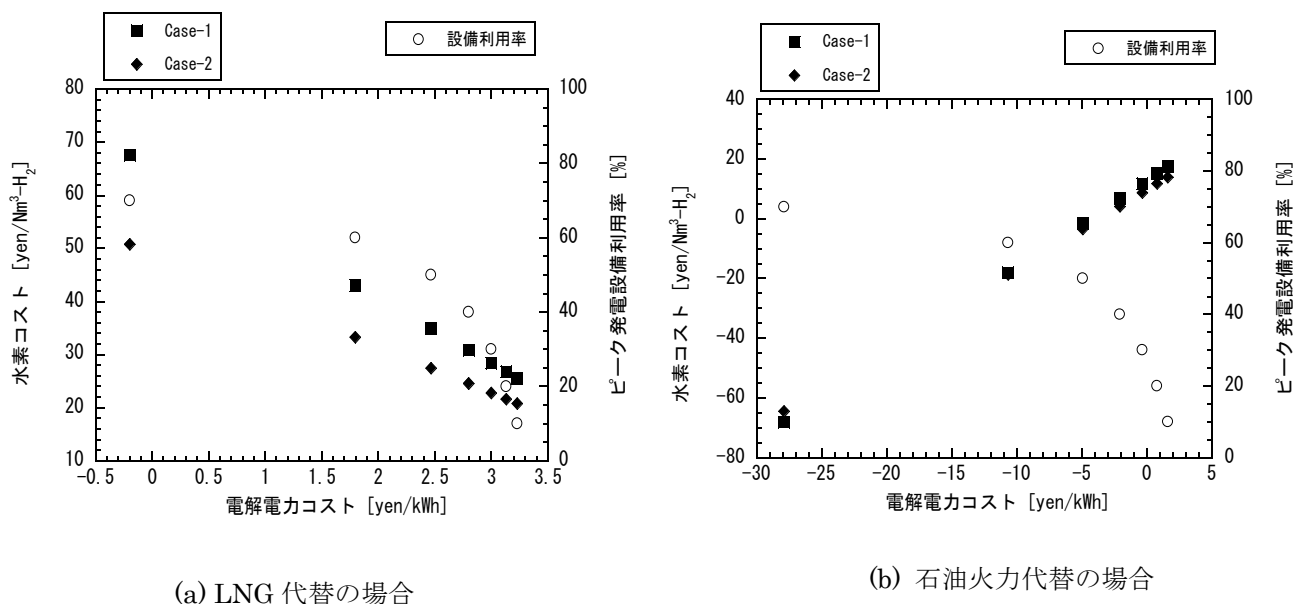 Case-1
Case-2
設備利用率
水素コスト [yen/Nm³-H₂]
80
70
60
50
40
30
20
10
100
80
60
40
20
0
ピーク発電設備利用率 [%]
-0.5 0 0.5 1 1.5 2 2.5 3 3.5
電解電力コスト [yen/kWh]
(a) LNG 代替の場合
Case-1
Case-2
設備利用率
水素コスト [yen/Nm³-H₂]
40
20
0
-20
-40
-60
-80
100
80
60
40
20
0
ピーク発電設備利用率 [%]
-30 -25 -20 -15 -10 -5 0 5
電解電力コスト [yen/kWh]
(b) 石油火力代替の場合